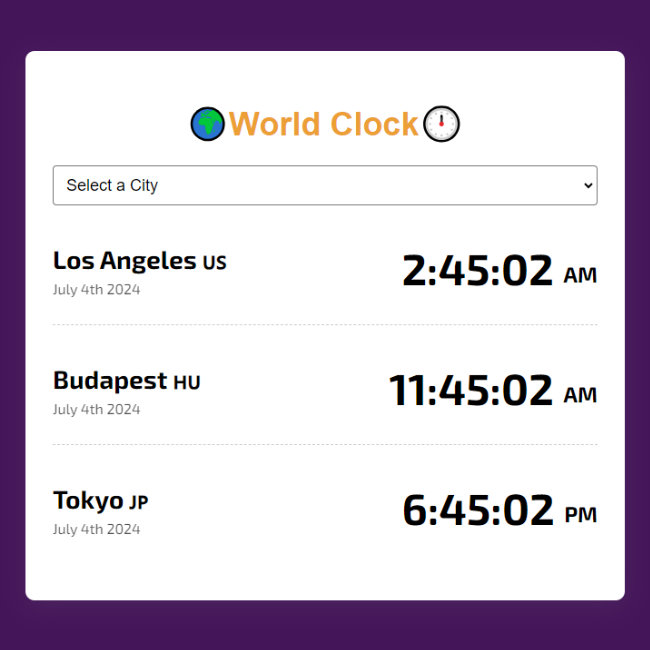 🌍World Clock🕛
Select a City
Los Angeles US
2:45:02 AM
July 4th 2024
Budapest HU
11:45:02 AM
July 4th 2024
Tokyo JP
6:45:02 PM
July 4th 2024